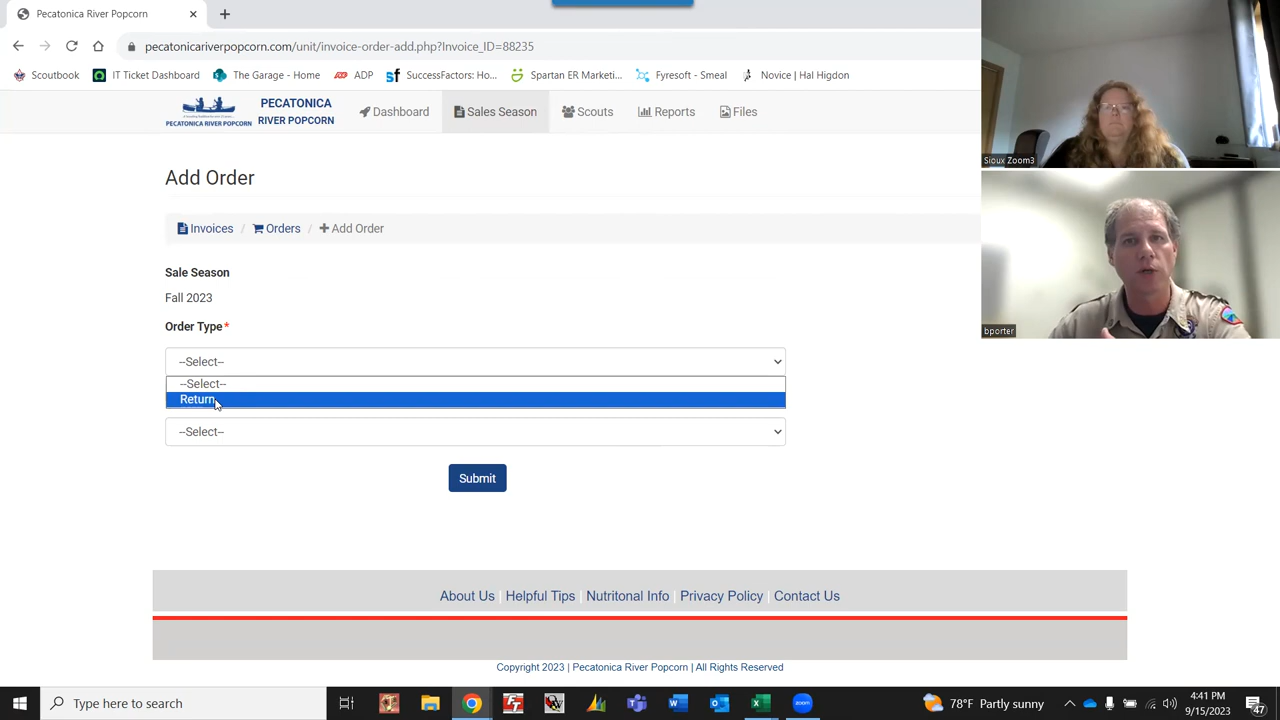 Pecatonica River Popcorn
pecatonicariverpopcorn.com/unit/invoice-order-add.php?Invoice_ID=88235
Scoutbook
IT Ticket Dashboard
The Garage - Home
ADP
SuccessFactors: Ho...
Spartan ER Marketi...
Fyresoft - Smeal
Novice | Hal Higdon
PECATONICA RIVER POPCORN
PECATONICA
RIVER POPCORN
Dashboard
Sales Season
Scouts
Reports
Files
Add Order
Invoices / Orders / Add Order
Sale Season
Fall 2023
Order Type*
--Select--
--Select--
Return
--Select--
Submit
About Us | Helpful Tips | Nutritonal Info | Privacy Policy | Contact Us
Copyright 2023 | Pecatonica River Popcorn | All Rights Reserved
Sioux Zoom3
bporter
Type here to search
78°F Partly sunny
4:41 PM
9/15/2023
47